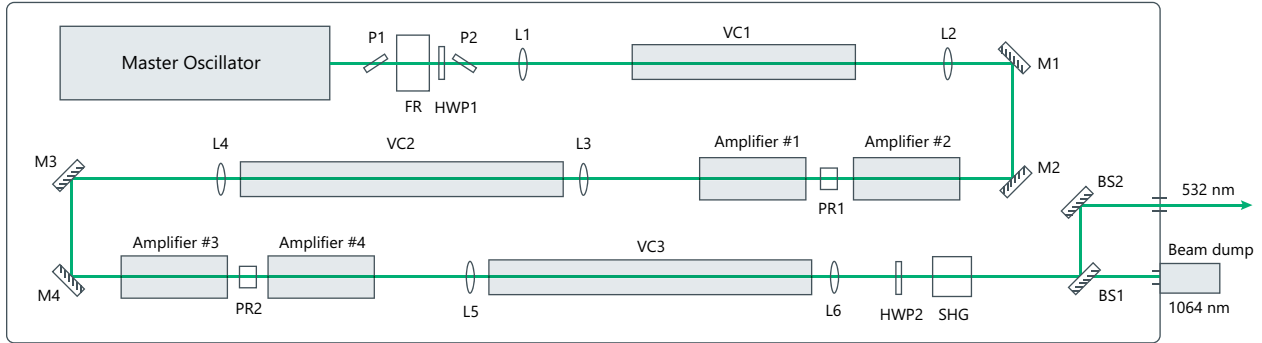 Master Oscillator
P1
P2
L1
VC1
L2
M1
FR
HWP1
M3
L4
VC2
L3
Amplifier #1
Amplifier #2
M2
PR1
BS2
532 nm
Amplifier #3
Amplifier #4
VC3
Beam dump
M4
PR2
L5
L6
HWP2
SHG
BS1
1064 nm